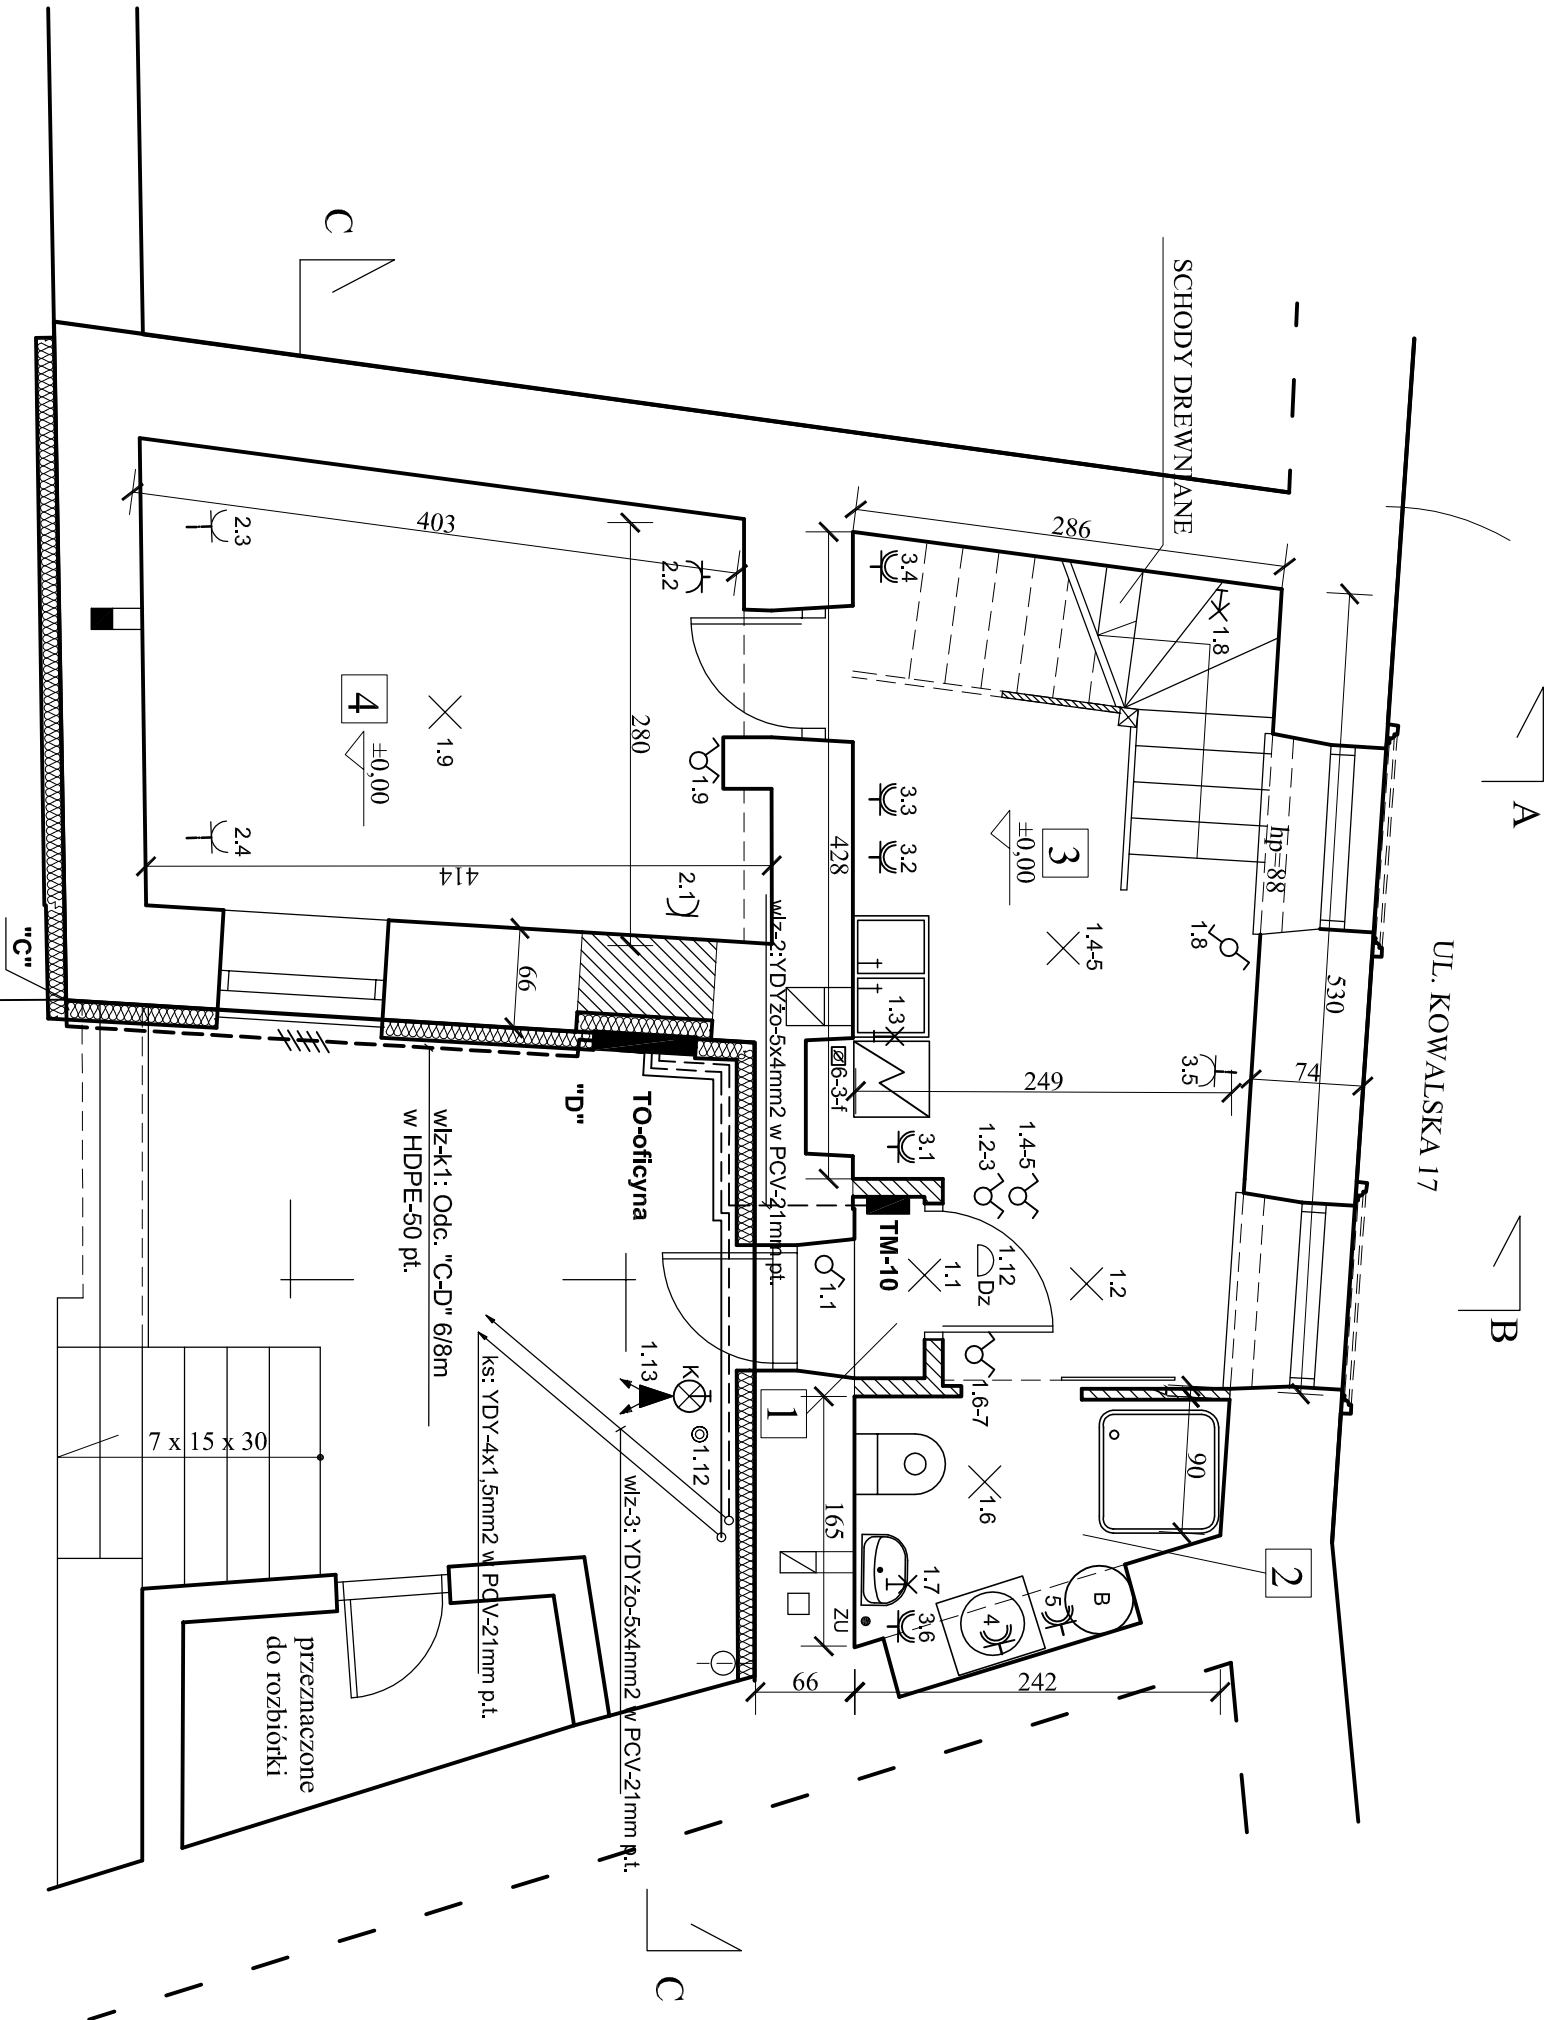 UL. KOWALSKA 17
A
B
C
C
SCHODY DREWNIANE
286
530
74
hp=88
1.8
1.8
3.4
3.3
3.2
428
3
±0,00
1.4-5
1.3
6-3-f
249
3.5
3.1
1.2-3
1.4-5
1.2
1.12
Dz
1.1
TM-10
1.1
1.6-7
90
1.6
2
1.7
3.6
ZU
4
5
B
165
66
242
1
403
2.3
2.2
280
4
±0,00
1.9
1.9
2.4
414
2.1
66
wlz-2:YDYżo-5x4mm2 w PCV-21mm pt.
"C"
"D"
TO-oficyna
wlz-k1: Odc. "C-D" 6/8m
w HDPE-50 pt.
1.13
K
1.12
ks: YDY-4x1,5mm2 w PCV-21mm p.t.
wlz-3: YDYżo-5x4mm2 w PCV-21mm p.t.
7 x 15 x 30
przeznaczone
do rozbiórki